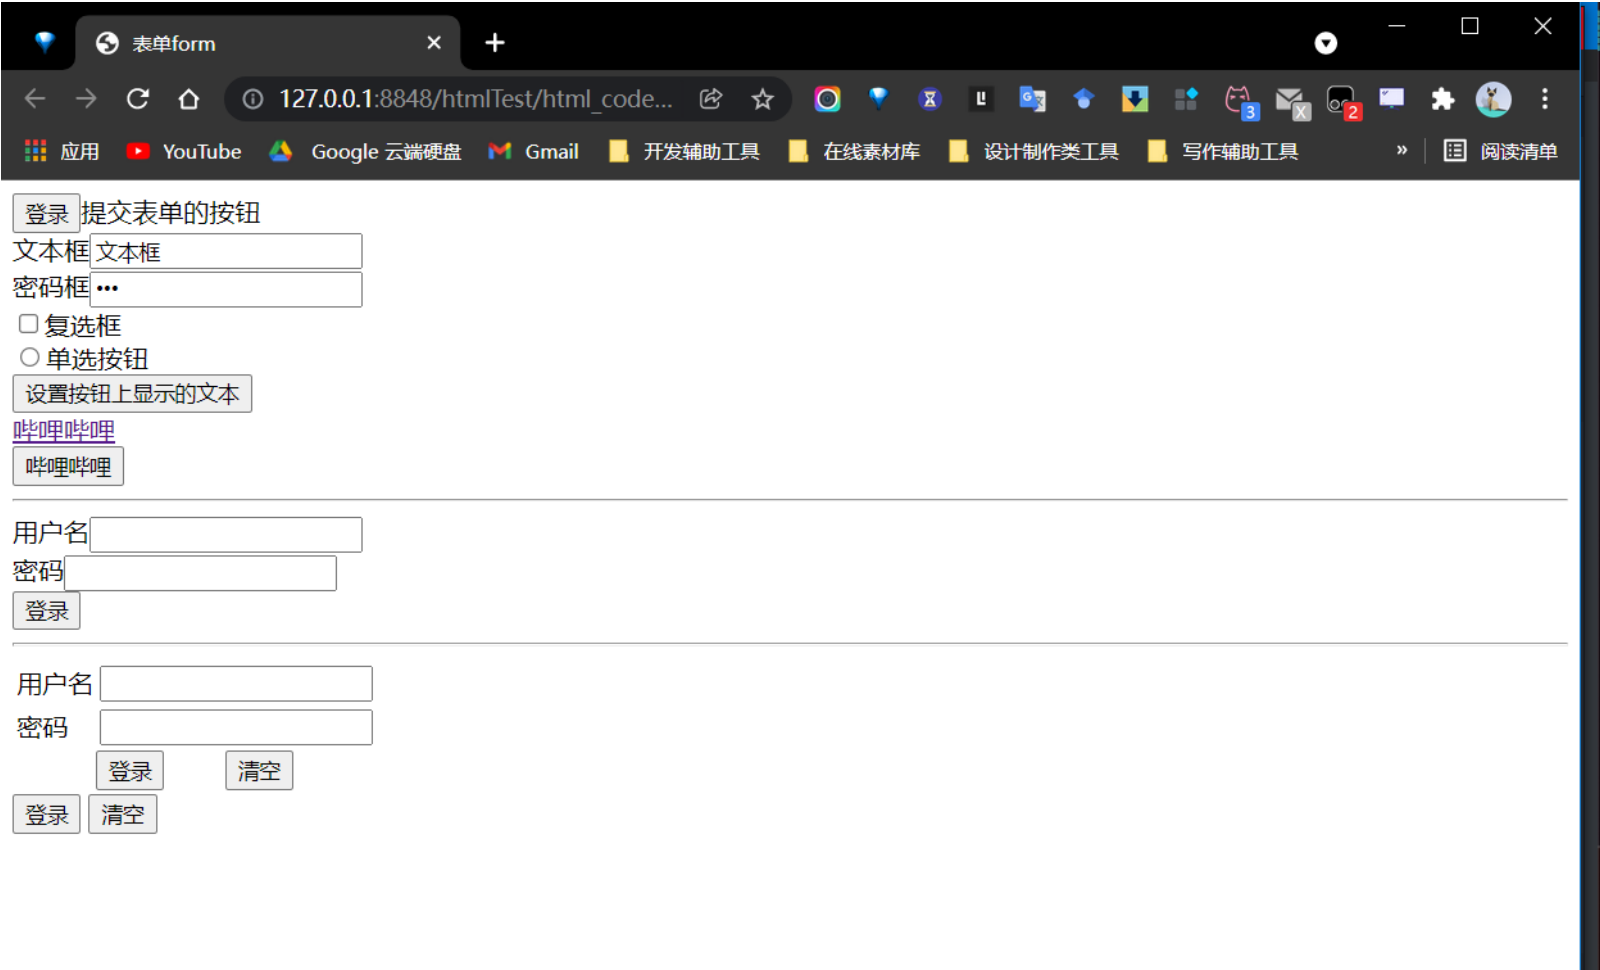 表单form
127.0.0.1:8848/htmlTest/html_code...
3 X 2
应用 YouTube Google 云端硬盘 Gmail 开发辅助工具 在线素材库 设计制作类工具 写作辅助工具 » 阅读清单
登录提交表单的按钮
文本框 文本框
密码框 •••
复选框
单选按钮
设置按钮上显示的文本
哔哩哔哩
哔哩哔哩
用户名
密码
登录
用户名
密码
登录 清空
登录 清空